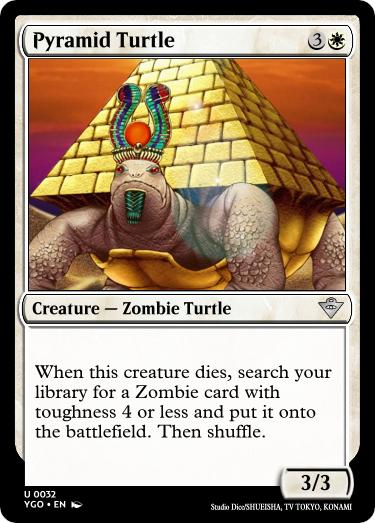 Pyramid Turtle 3
Creature — Zombie Turtle
When this creature dies, search your
library for a Zombie card with
toughness 4 or less and put it onto
the battlefield. Then shuffle.
3/3
U 0032
YGO • EN
Studio Dice/SHUEISHA, TV TOKYO, KONAMI